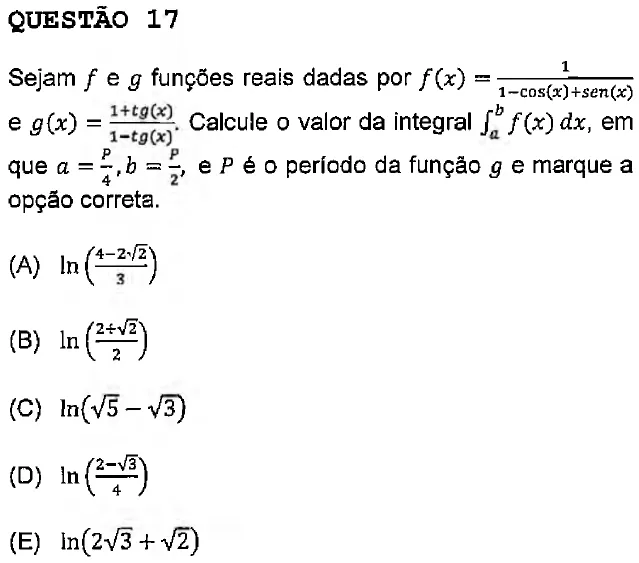 QUESTÃO 17
Sejam f e g funções reais dadas por f(x) = 1/(1−cos(x)+sen(x))
e g(x) = (1+tg(x))/(1−tg(x)). Calcule o valor da integral ∫_a^b f(x) dx, em
que a = P/4, b = P/2, e P é o período da função g e marque a
opção correta.
(A) ln((4−2√2)/3)
(B) ln((2+√2)/2)
(C) ln(√5 − √3)
(D) ln((2−√3)/4)
(E) ln(2√3 + √2)